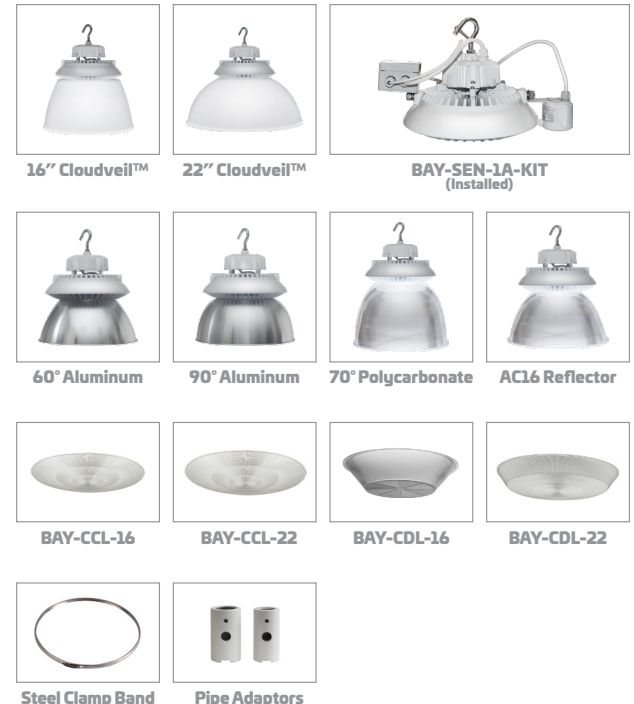 16″ Cloudveil™
22″ Cloudveil™
BAY-SEN-1A-KIT
(Installed)
60° Aluminum
90° Aluminum
70° Polycarbonate
AC16 Reflector
BAY-CCL-16
BAY-CCL-22
BAY-CDL-16
BAY-CDL-22
Steel Clamp Band
Pipe Adaptors